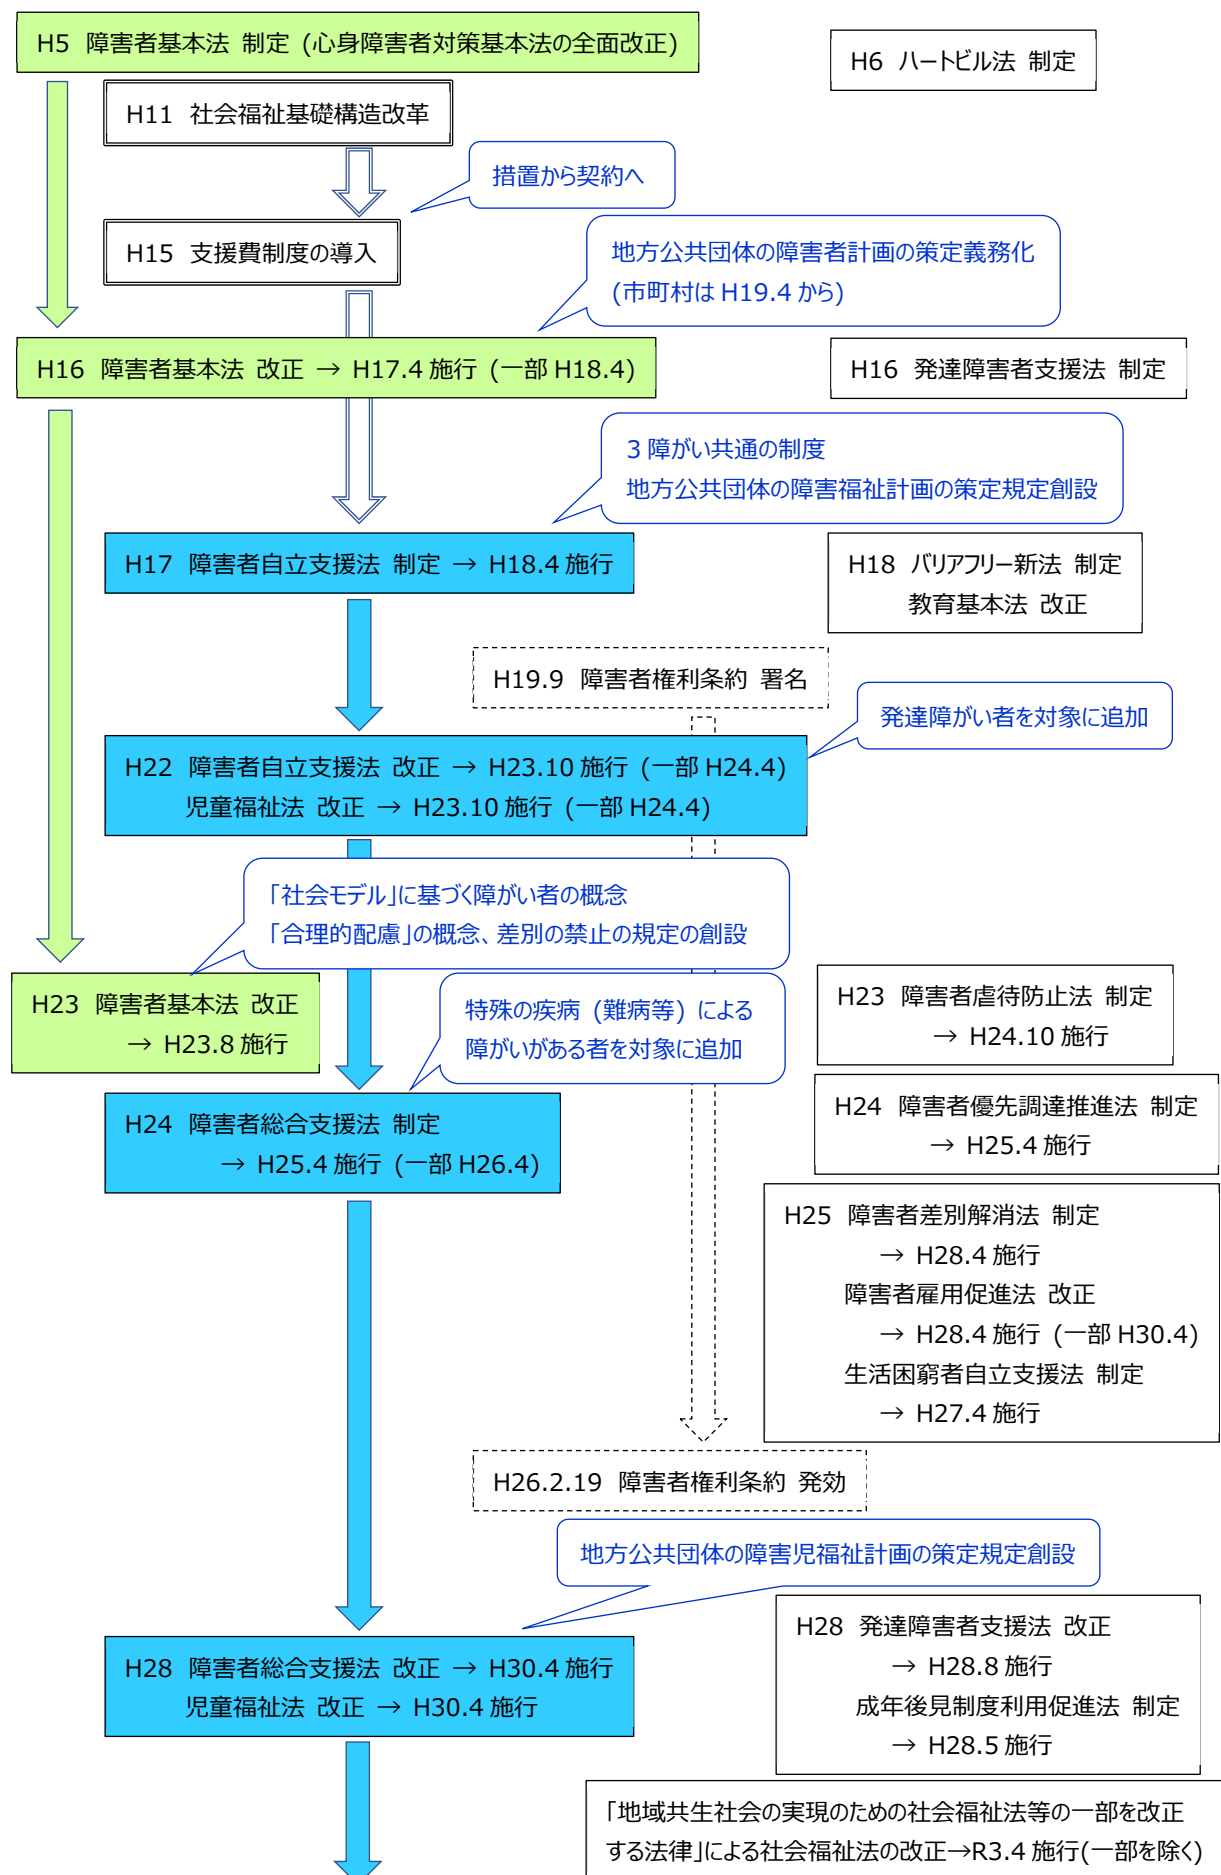 H5 障害者基本法 制定 (心身障害者対策基本法の全面改正)
H6 ハートビル法 制定
H11 社会福祉基礎構造改革
措置から契約へ
H15 支援費制度の導入
地方公共団体の障害者計画の策定義務化
(市町村は H19.4 から)
H16 障害者基本法 改正 → H17.4 施行 (一部 H18.4)
H16 発達障害者支援法 制定
3 障がい共通の制度
地方公共団体の障害福祉計画の策定規定創設
H17 障害者自立支援法 制定 → H18.4 施行
H18 バリアフリー新法 制定
教育基本法 改正
H19.9 障害者権利条約 署名
発達障がい者を対象に追加
H22 障害者自立支援法 改正 → H23.10 施行 (一部 H24.4)
児童福祉法 改正 → H23.10 施行 (一部 H24.4)
「社会モデル」に基づく障がい者の概念
「合理的配慮」の概念、差別の禁止の規定の創設
H23 障害者基本法 改正
→ H23.8 施行
特殊の疾病 (難病等) による
障がいがある者を対象に追加
H23 障害者虐待防止法 制定
→ H24.10 施行
H24 障害者総合支援法 制定
→ H25.4 施行 (一部 H26.4)
H24 障害者優先調達推進法 制定
→ H25.4 施行
H25 障害者差別解消法 制定
→ H28.4 施行
障害者雇用促進法 改正
→ H28.4 施行 (一部 H30.4)
生活困窮者自立支援法 制定
→ H27.4 施行
H26.2.19 障害者権利条約 発効
地方公共団体の障害児福祉計画の策定規定創設
H28 障害者総合支援法 改正 → H30.4 施行
児童福祉法 改正 → H30.4 施行
H28 発達障害者支援法 改正
→ H28.8 施行
成年後見制度利用促進法 制定
→ H28.5 施行
「地域共生社会の実現のための社会福祉法等の一部を改正
する法律」による社会福祉法の改正→R3.4 施行(一部を除く)